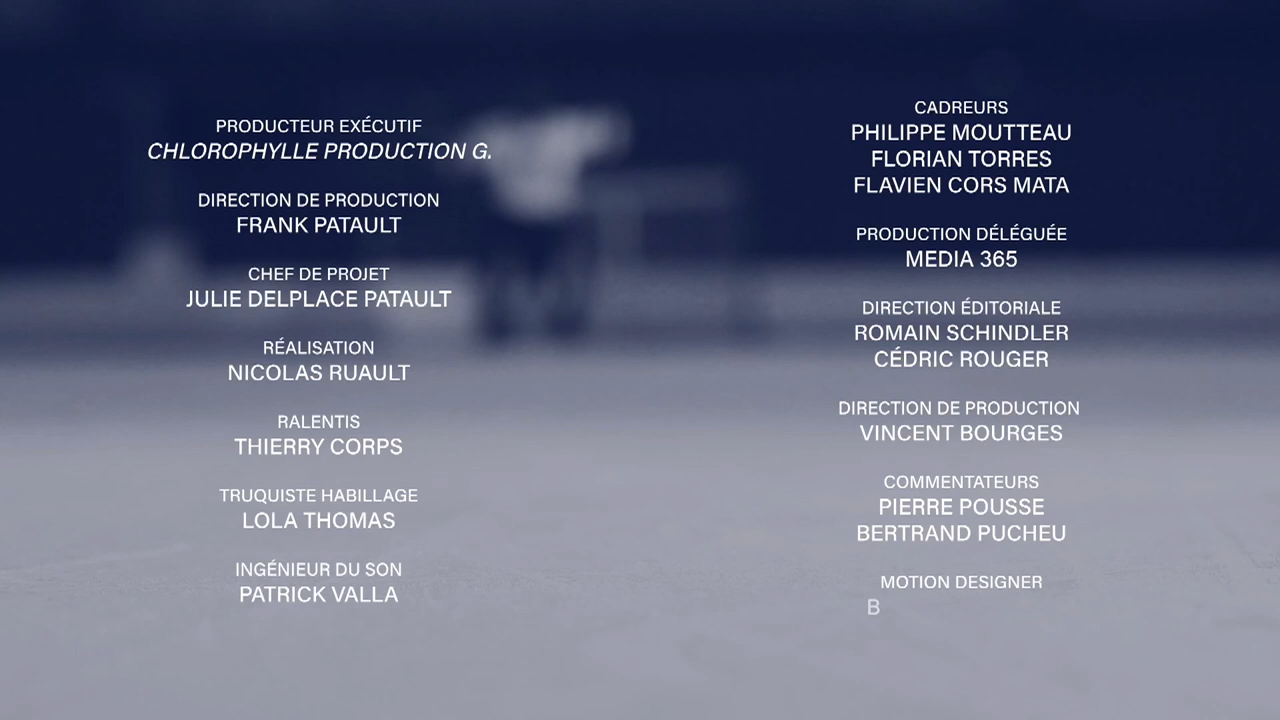 PRODUCTEUR EXÉCUTIF
CHLOROPHYLLE PRODUCTION G.
DIRECTION DE PRODUCTION
FRANK PATAULT
CHEF DE PROJET
JULIE DELPLACE PATAULT
RÉALISATION
NICOLAS RUAULT
RALENTIS
THIERRY CORPS
TRUQUISTE HABILLAGE
LOLA THOMAS
INGÉNIEUR DU SON
PATRICK VALLA
CADREURS
PHILIPPE MOUTTEAU
FLORIAN TORRES
FLAVIEN CORS MATA
PRODUCTION DÉLÉGUÉE
MEDIA 365
DIRECTION ÉDITORIALE
ROMAIN SCHINDLER
CÉDRIC ROUGER
DIRECTION DE PRODUCTION
VINCENT BOURGES
COMMENTATEURS
PIERRE POUSSE
BERTRAND PUCHEU
MOTION DESIGNER
B